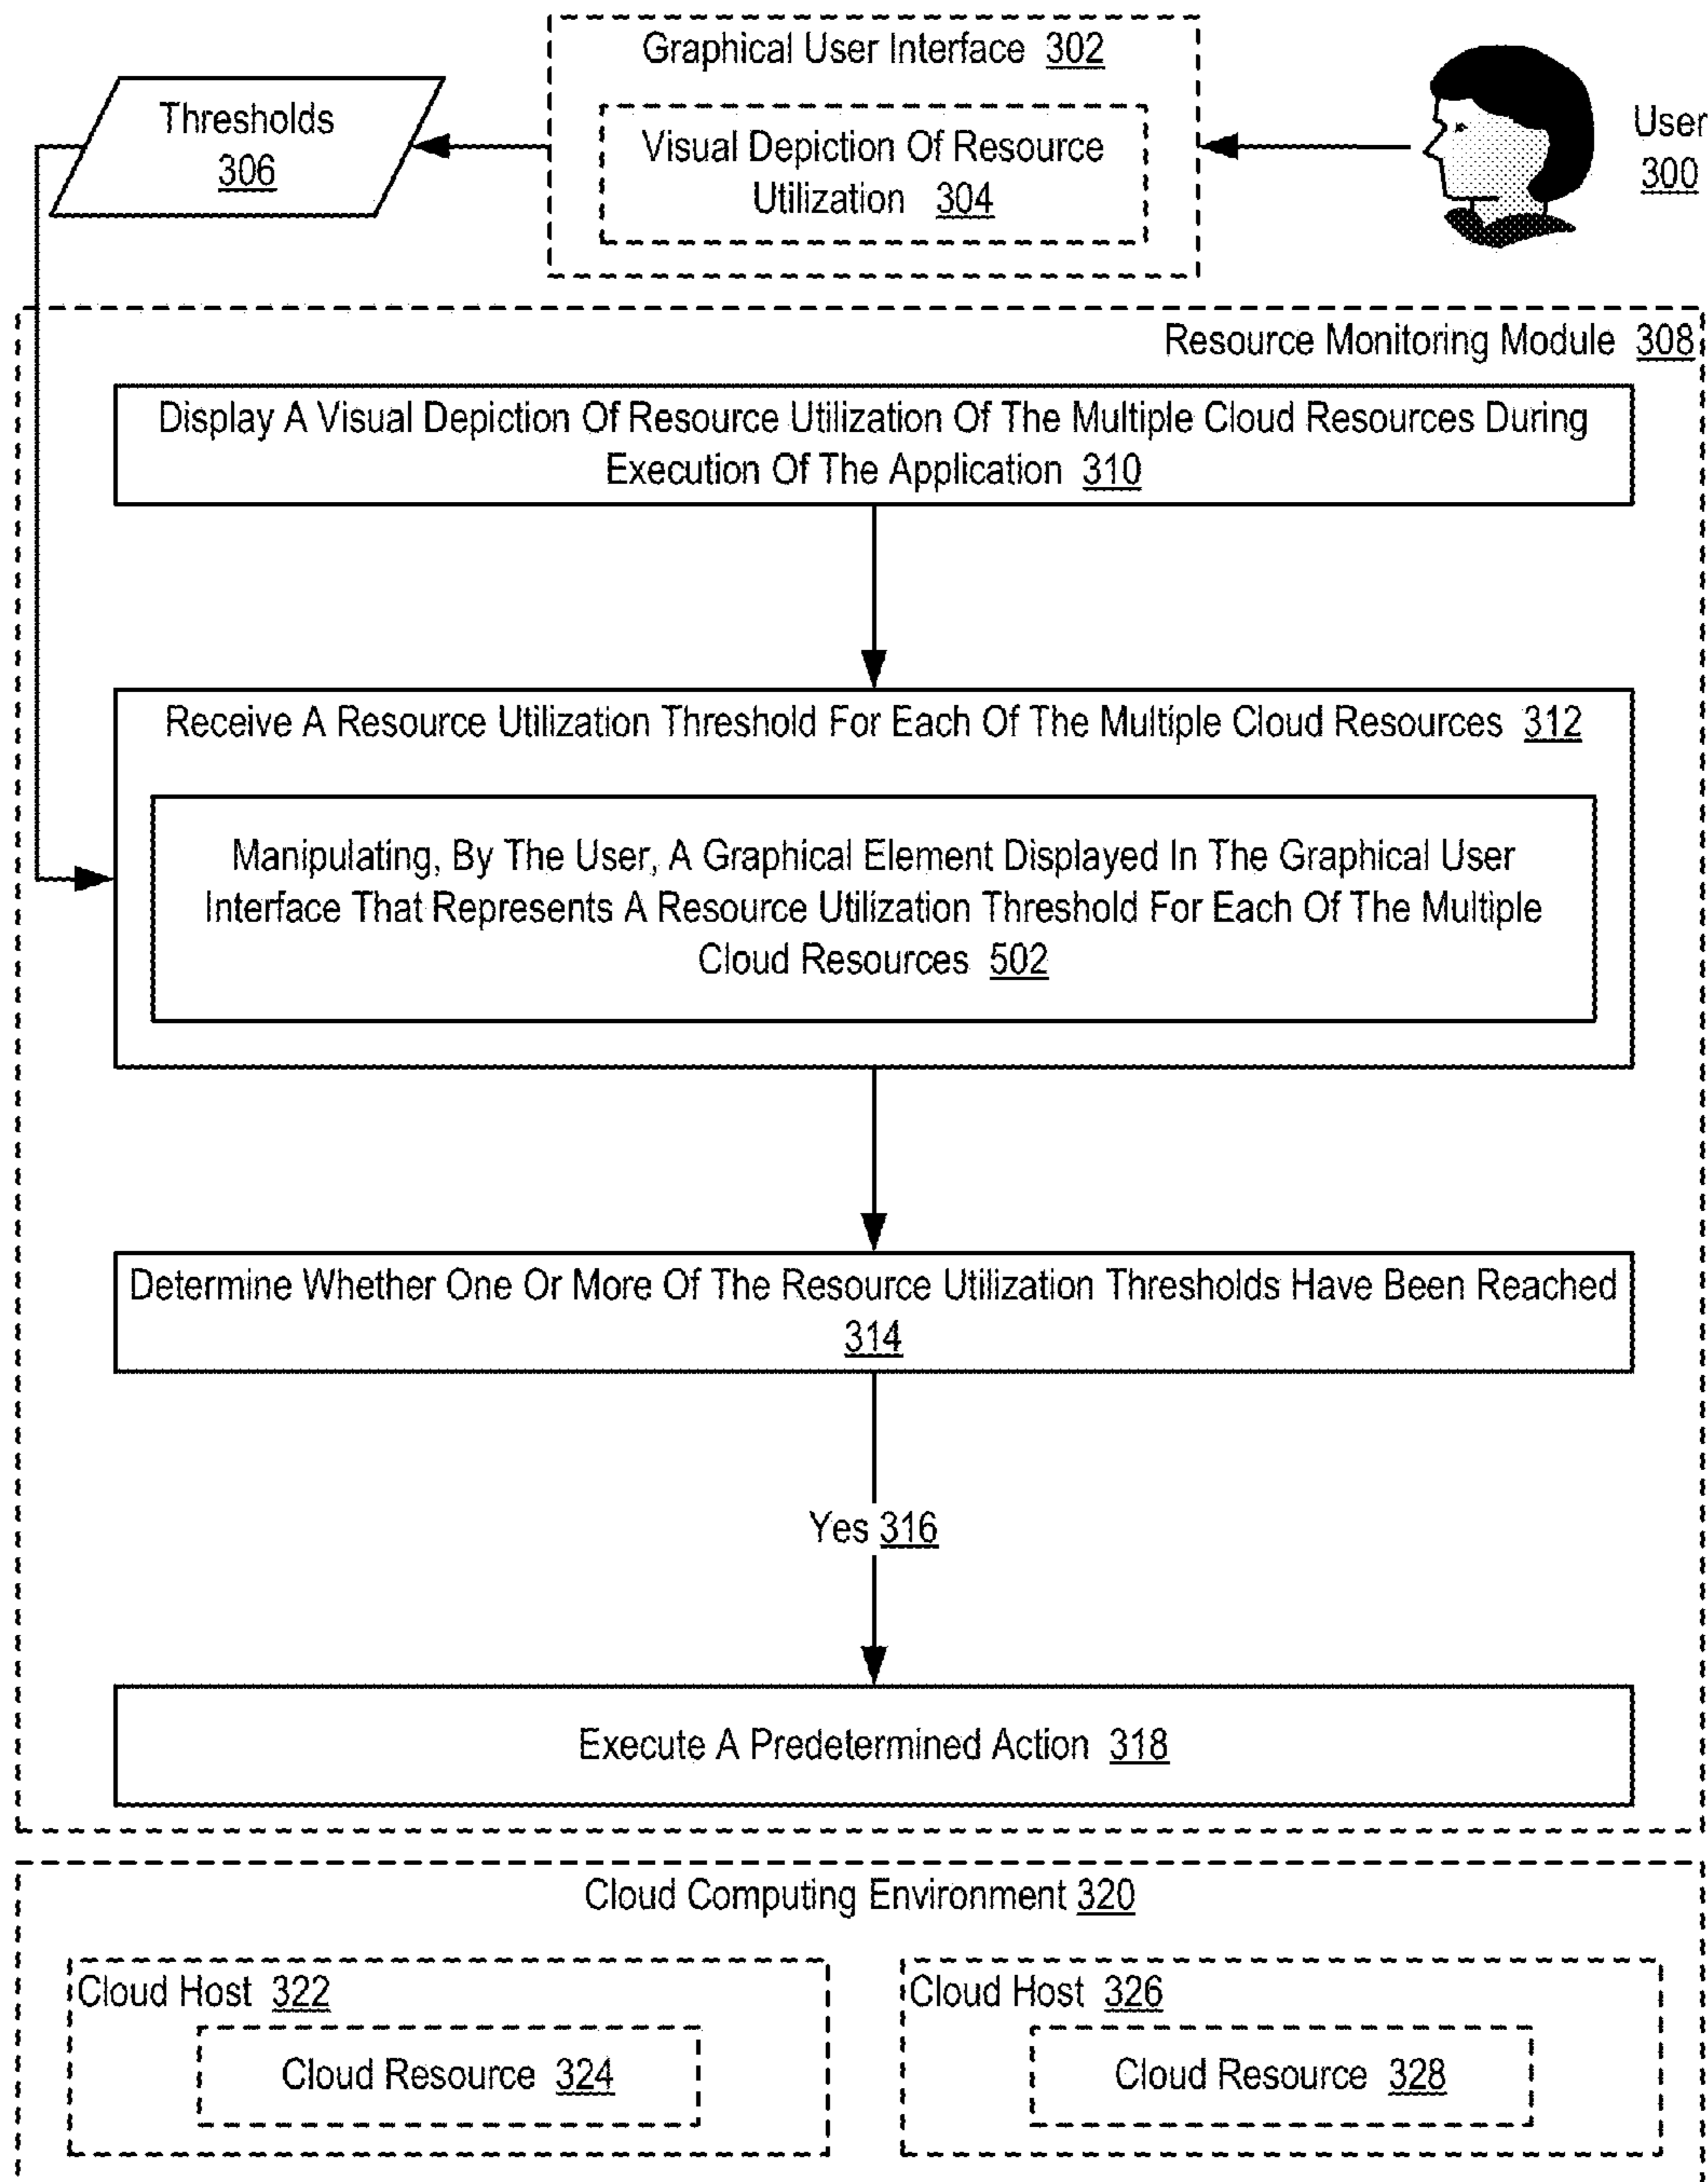 Graphical User Interface 302
Thresholds
306
Visual Depiction Of Resource
Utilization 304
User
300
Resource Monitoring Module 308
Display A Visual Depiction Of Resource Utilization Of The Multiple Cloud Resources During
Execution Of The Application 310
Receive A Resource Utilization Threshold For Each Of The Multiple Cloud Resources 312
Manipulating, By The User, A Graphical Element Displayed In The Graphical User
Interface That Represents A Resource Utilization Threshold For Each Of The Multiple
Cloud Resources 502
Determine Whether One Or More Of The Resource Utilization Thresholds Have Been Reached
314
Yes 316
Execute A Predetermined Action 318
Cloud Computing Environment 320
Cloud Host 322
Cloud Resource 324
Cloud Host 326
Cloud Resource 328